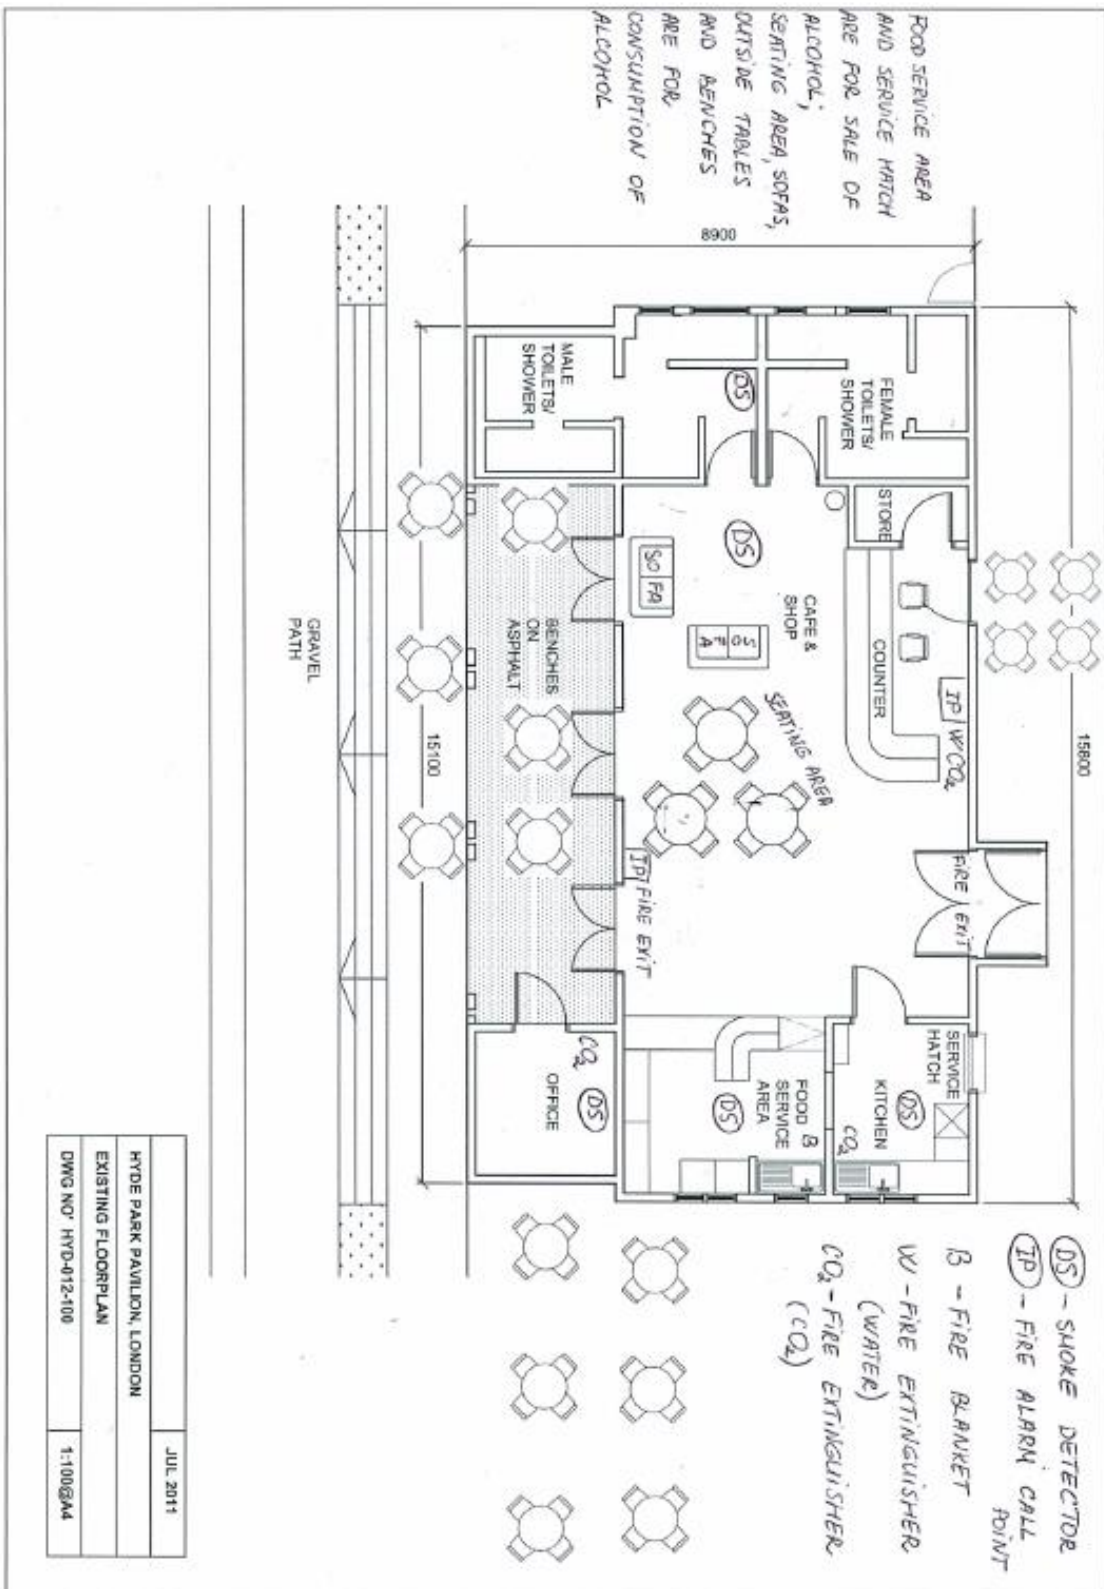 FOOD SERVICE AREA
AND SERVICE HATCH
ARE FOR SALE OF
ALCOHOL;
SEATING AREA, SOFAS,
OUTSIDE TABLES
AND BENCHES
ARE FOR
CONSUMPTION OF
ALCOHOL
15800
8900
FEMALE
TOILETS/
SHOWER
DS
MALE
TOILETS/
SHOWER
STORE
COUNTER
IP
W
CO2
DS
CAFE &
SHOP
SOFA
SOFA
SEATING AREA
FIRE EXIT
IP
FIRE EXIT
BENCHES
ON
ASPHALT
15100
GRAVEL
PATH
SERVICE
HATCH
KITCHEN
DS
CO2
FOOD
SERVICE
AREA
B
DS
CO2
DS
OFFICE
DS - SMOKE DETECTOR
IP - FIRE ALARM CALL
POINT
B - FIRE BLANKET
W - FIRE EXTINGUISHER
(WATER)
CO2 - FIRE EXTINGUISHER
(CO2)
JUL 2011
HYDE PARK PAVILION, LONDON
EXISTING FLOORPLAN
DWG NO' HYD-012-100
1:100@A4